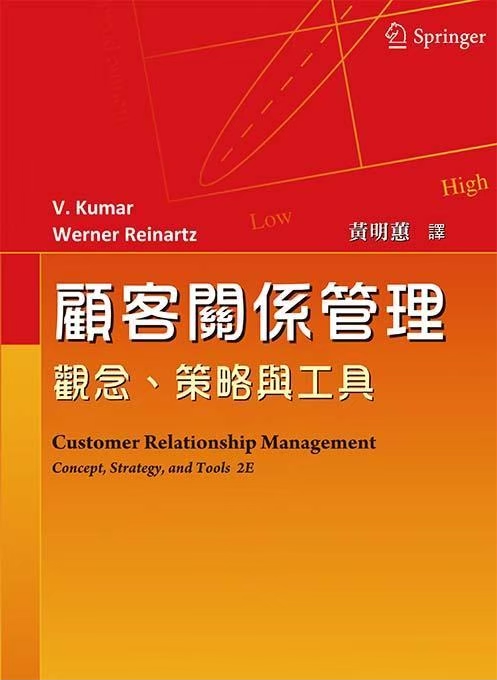 Springer
High
Low
V. Kumar
Werner Reinartz
黃明蕙 譯
顧客關係管理
觀念、策略與工具
Customer Relationship Management
Concept, Strategy, and Tools 2E